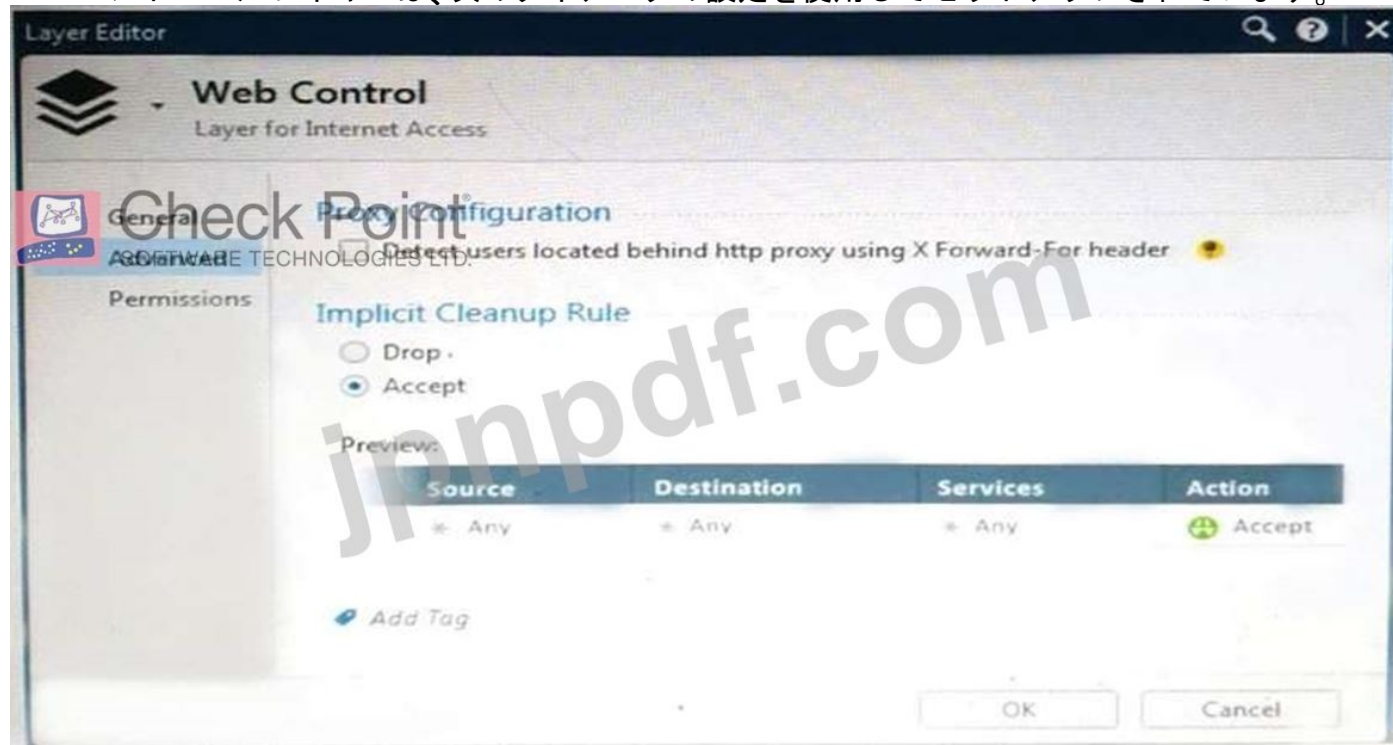 Layer Editor
Web Control
Layer for Internet Access
General
Advanced
Permissions
Check Point
SOFTWARE TECHNOLOGIES LTD.
Proxy Configuration
Detect users located behind http proxy using X Forward-For header
Implicit Cleanup Rule
Drop
Accept
Preview:
Source Destination Services Action
* Any * Any * Any Accept
Add Tag
OK Cancel
jpnpdf.com